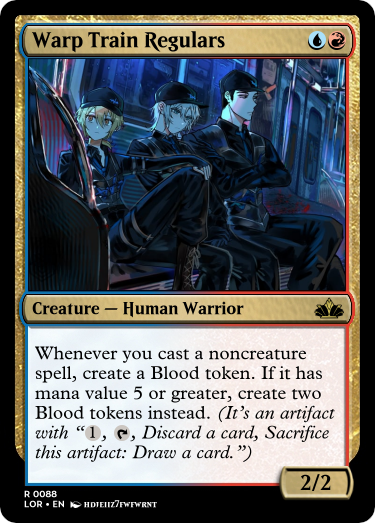 Warp Train Regulars
Creature — Human Warrior
Whenever you cast a noncreature
spell, create a Blood token. If it has
mana value 5 or greater, create two
Blood tokens instead. (It's an artifact
with “1, , Discard a card, Sacrifice
this artifact: Draw a card.”)
2/2
R 0088
LOR • EN HDJEHZ7FWFWRNT